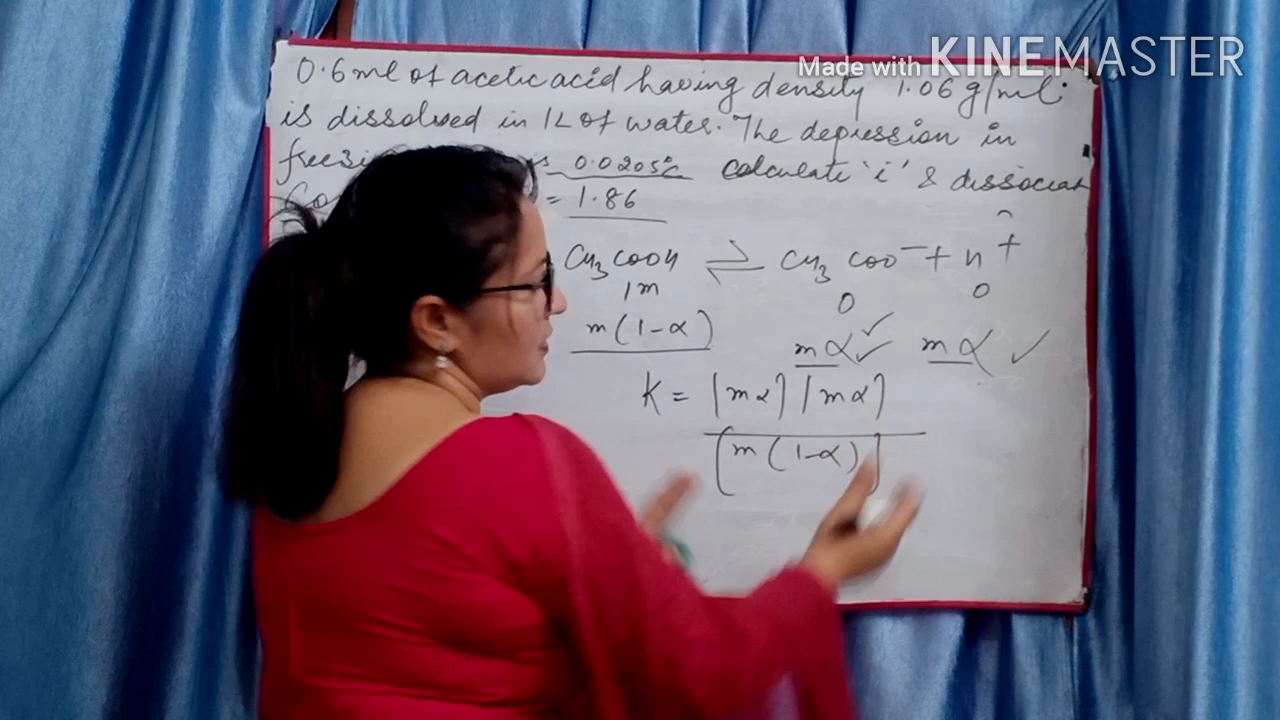 Made with KINEMASTER
0.6ml of acetic acid having density 1.06 g/ml.
is dissolved in 1L of water. The depression in
0.0205°C calculate 'i' & dissociat
= 1.86
CH3COOH ⇌ CH3COO⁻ + H⁺
1m 0 0
m(1-α) mα ✓✓ mα ✓
K = [mα][mα]
[m(1-α)]